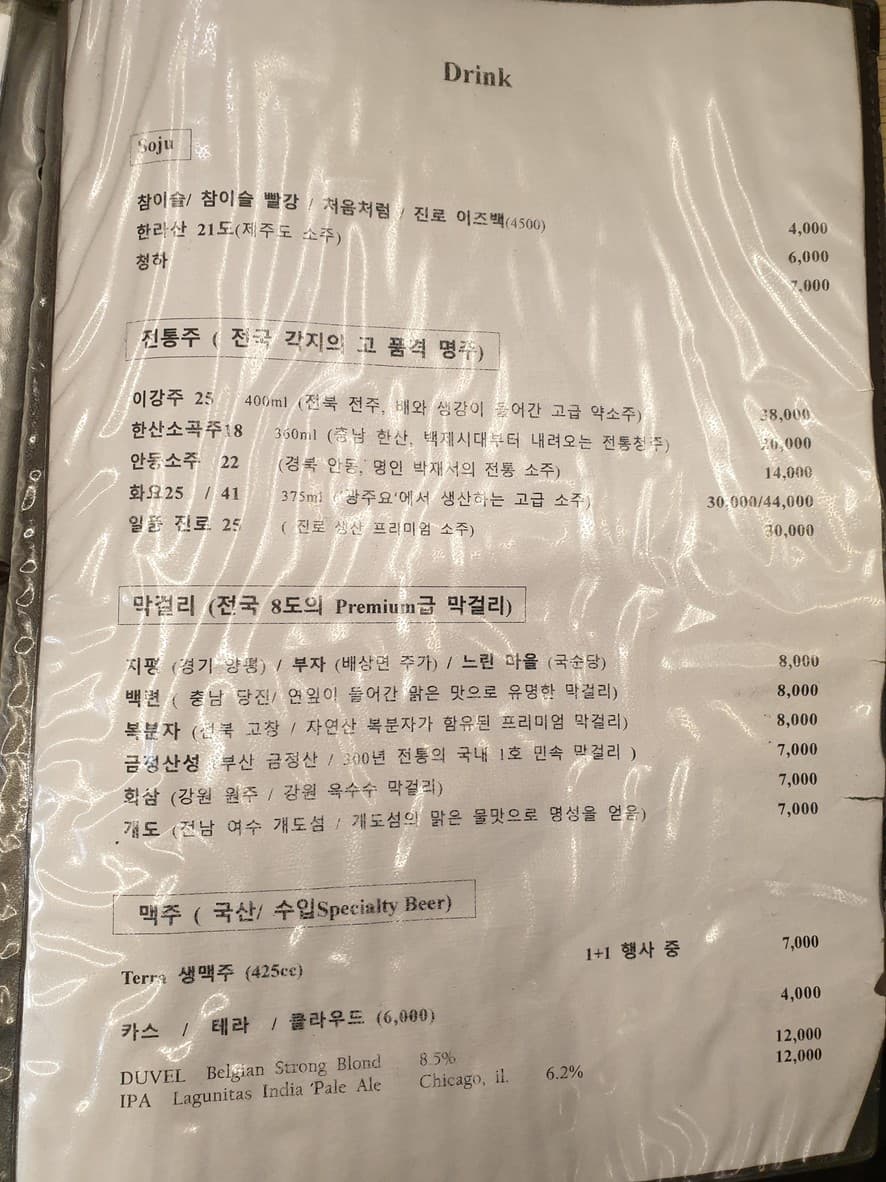 Drink
Soju
참이슬/ 참이슬 빨강 / 처음처럼 / 진로 이즈백(4500) 4,000
한라산 21도(제주도 소주) 6,000
청하 7,000
전통주 ( 전국 각지의 고 품격 명주)
이강주 25 400ml (전북 전주, 배와 생강이 들어간 고급 약소주) 38,000
한산소곡주18 360ml (충남 한산, 백제시대부터 내려오는 전통청주) 20,000
안동소주 22 (경북 안동, 명인 박재서의 전통 소주) 14,000
화요25 / 41 375ml ('광주요'에서 생산하는 고급 소주) 30,000/44,000
일품 진로 25 ( 진로 생산 프리미엄 소주) 30,000
막걸리 (전국 8도의 Premium급 막걸리)
지평 (경기 양평) / 부자 (배상면 주가) / 느린 마을 (국순당) 8,000
백련 ( 충남 당진/ 연잎이 들어간 맑은 맛으로 유명한 막걸리) 8,000
복분자 (전북 고창 / 자연산 복분자가 함유된 프리미엄 막걸리) 8,000
금정산성 (부산 금정산 / 300년 전통의 국내 1호 민속 막걸리 ) 7,000
회삼 (강원 원주 / 강원 옥수수 막걸리) 7,000
개도 (전남 여수 개도섬 / 개도섬의 맑은 물맛으로 명성을 얻음) 7,000
맥주 ( 국산/ 수입Specialty Beer)
Terra 생맥주 (425cc) 1+1 행사 중 7,000
카스 / 테라 / 클라우드 (6,000) 4,000
DUVEL Belgian Strong Blond 8.5% 12,000
IPA Lagunitas India Pale Ale Chicago, il. 6.2% 12,000